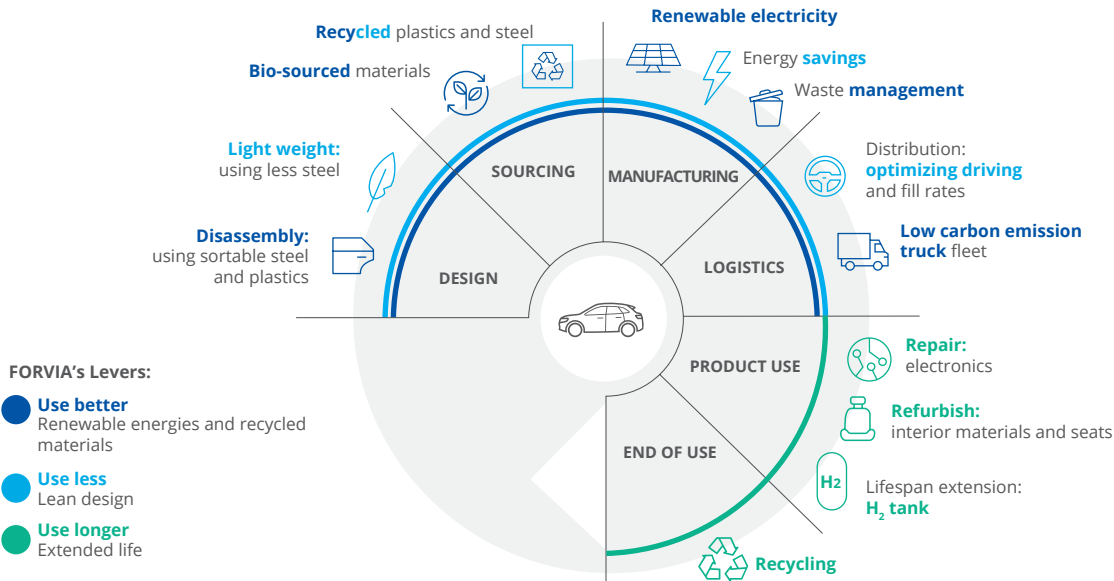 Renewable electricity
Recycled plastics and steel
Energy savings
Bio-sourced materials
Waste management
Light weight:
using less steel
SOURCING
MANUFACTURING
Distribution:
optimizing driving
and fill rates
Disassembly:
using sortable steel
and plastics
Low carbon emission
truck fleet
DESIGN
LOGISTICS
PRODUCT USE
Repair:
electronics
FORVIA's Levers:
Use better
Renewable energies and recycled
materials
Refurbish:
interior materials and seats
END OF USE
Use less
Lean design
H2
Lifespan extension:
H₂ tank
Use longer
Extended life
Recycling